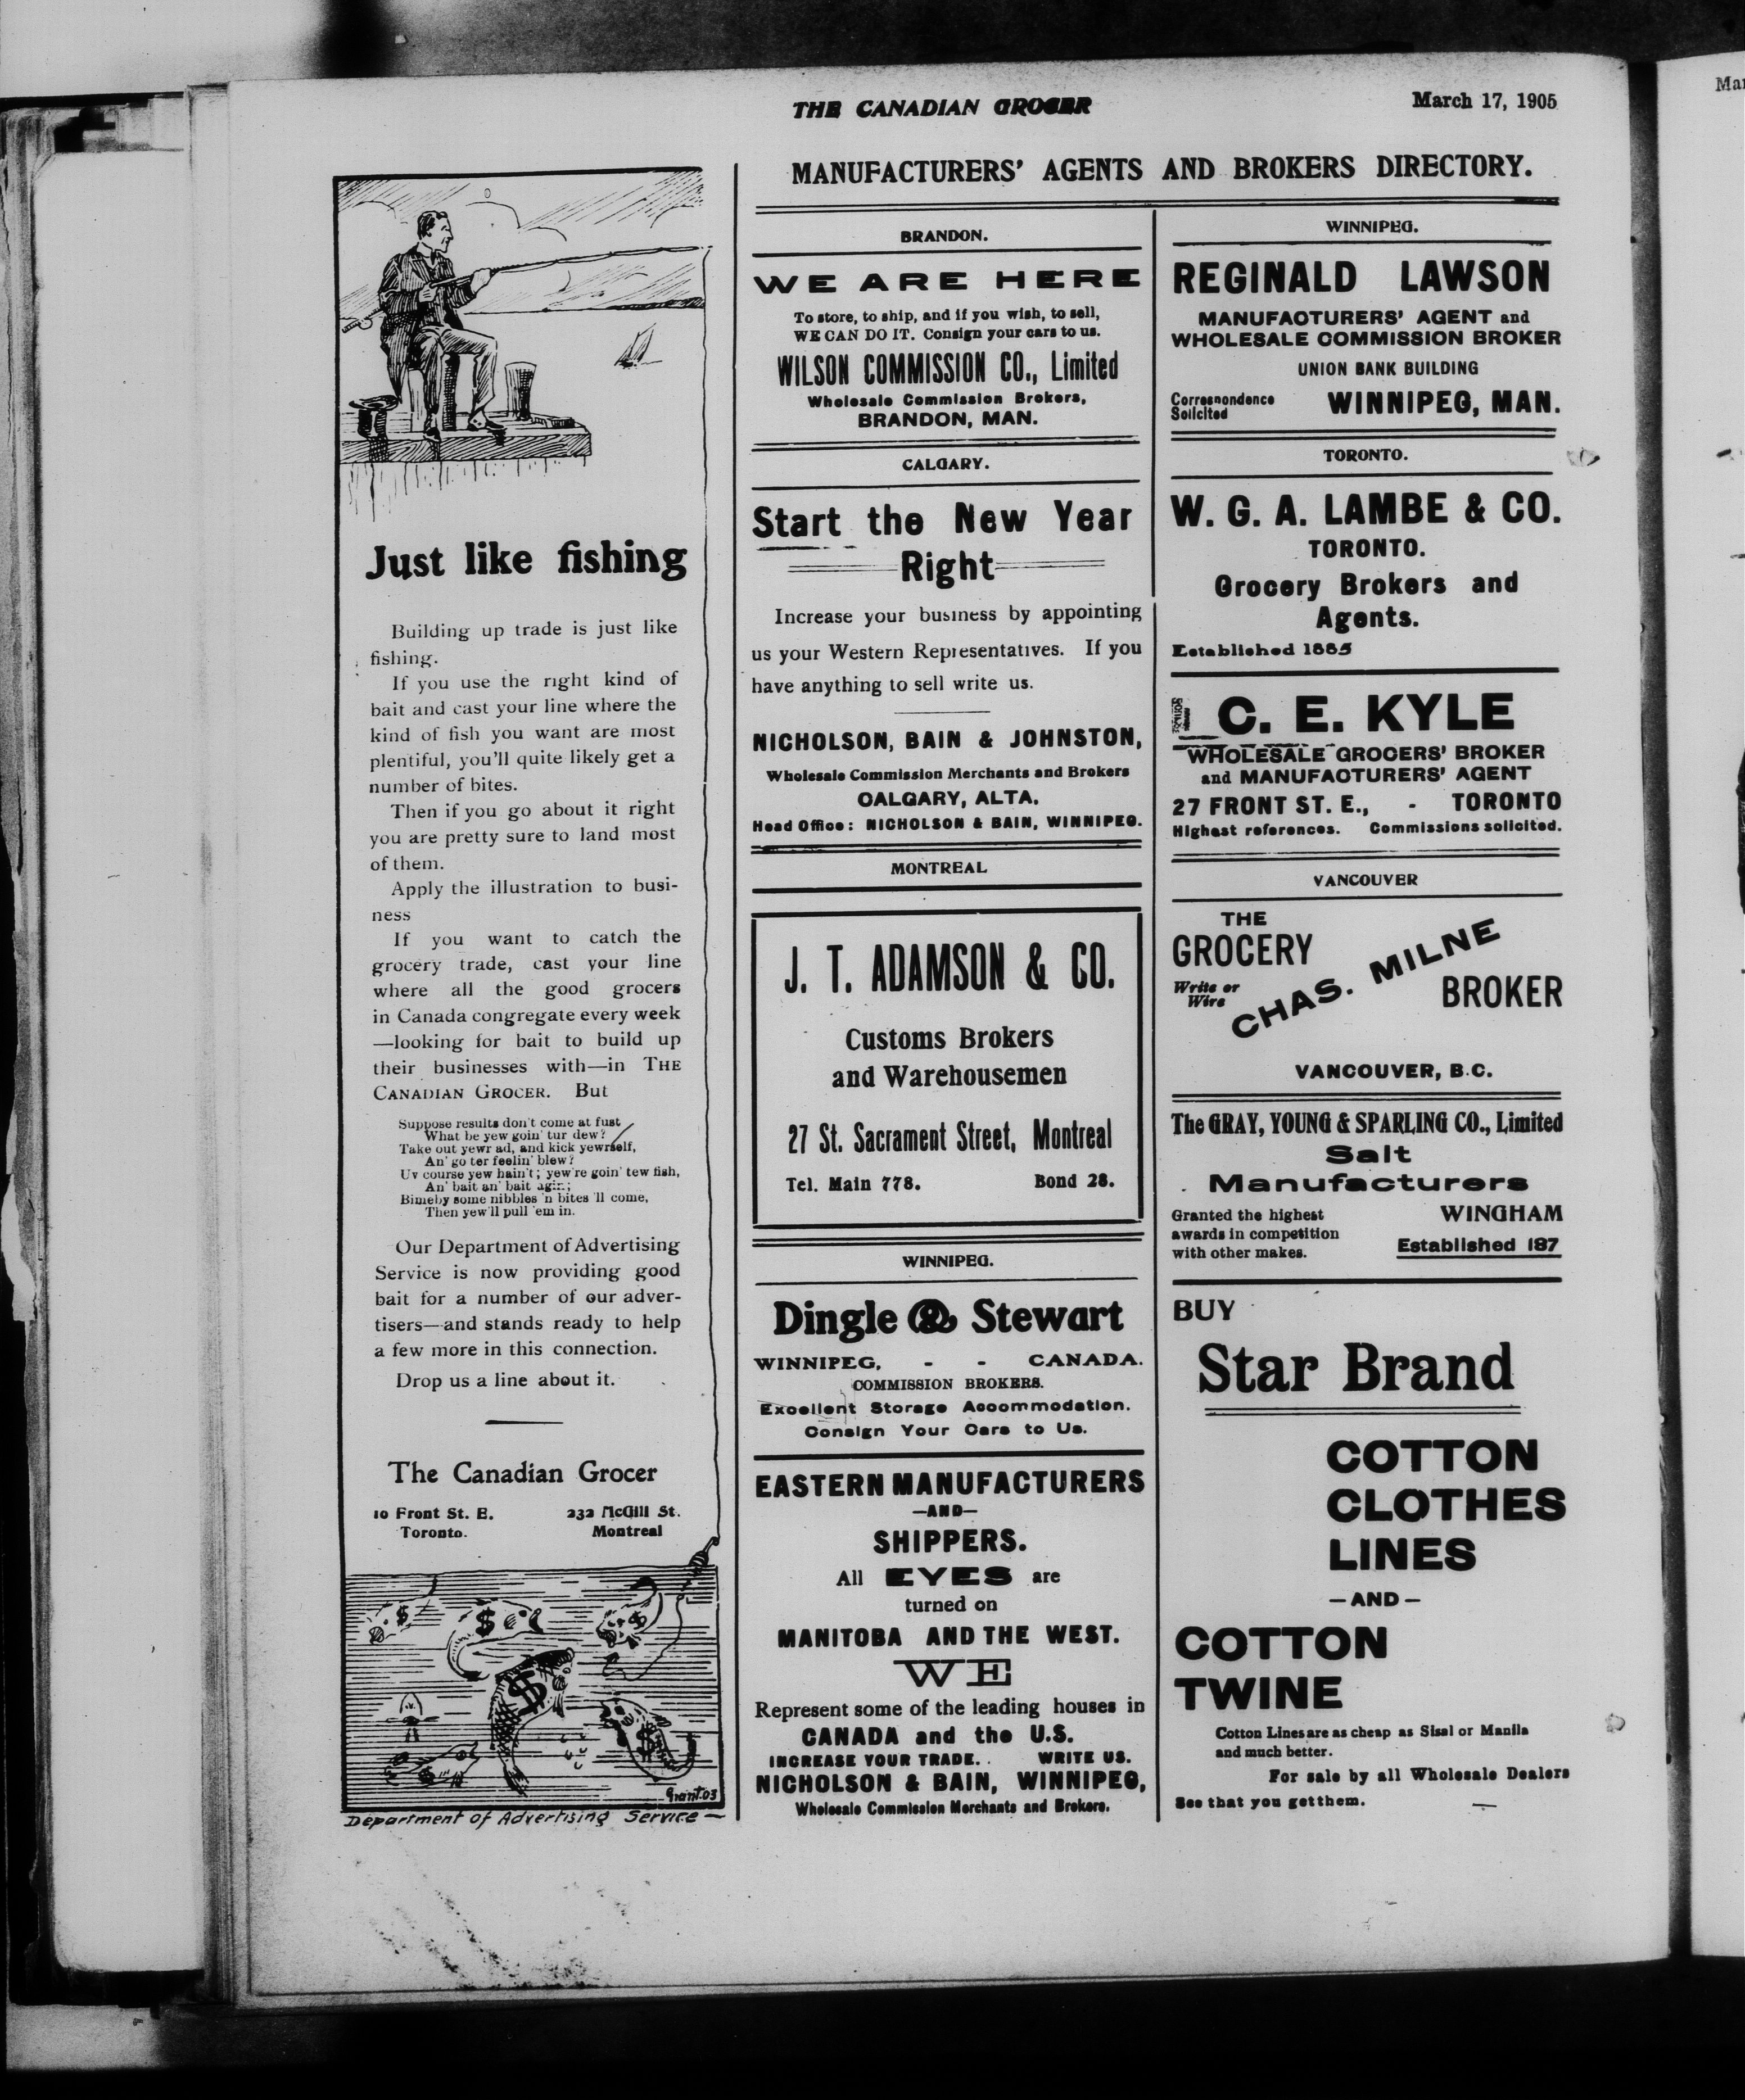 THE CANADIAN GROCER
March 17, 1905
Mar
MANUFACTURERS' AGENTS AND BROKERS DIRECTORY.
Just like fishing
Building up trade is just like
fishing.
If you use the right kind of
bait and cast your line where the
kind of fish you want are most
plentiful, you'll quite likely get a
number of bites.
Then if you go about it right
you are pretty sure to land most
of them.
Apply the illustration to busi-
ness
If you want to catch the
grocery trade, cast your line
where all the good grocers
in Canada congregate every week
—looking for bait to build up
their businesses with—in THE
CANADIAN GROCER. But
Suppose results don't come at fust
What be yew goin' tur dew?
Take out yewr ad, and kick yewrself,
An' go ter feelin' blew?
Uv course yew hain't; yew're goin' tew fish,
An' bait an' bait agin;
Bimeby some nibbles 'n bites 'll come,
Then yew'll pull 'em in.
Our Department of Advertising
Service is now providing good
bait for a number of our adver-
tisers—and stands ready to help
a few more in this connection.
Drop us a line about it.
The Canadian Grocer
10 Front St. E. 232 McGill St.
Toronto. Montreal
$
$
$
$
$
$
Grant.03
Department of Advertising Service —
BRANDON.
WE ARE HERE
To store, to ship, and if you wish, to sell,
WE CAN DO IT. Consign your cars to us.
WILSON COMMISSION CO., Limited
Wholesale Commission Brokers,
BRANDON, MAN.
CALGARY.
Start the New Year
Right
Increase your business by appointing
us your Western Representatives. If you
have anything to sell write us.
NICHOLSON, BAIN & JOHNSTON,
Wholesale Commission Merchants and Brokers
CALGARY, ALTA,
Head Office: NICHOLSON & BAIN, WINNIPEG.
MONTREAL
J. T. ADAMSON & CO.
Customs Brokers
and Warehousemen
27 St. Sacrament Street, Montreal
Tel. Main 778. Bond 28.
WINNIPEG.
Dingle & Stewart
WINNIPEG, - - CANADA.
COMMISSION BROKERS.
Excellent Storage Accommodation.
Consign Your Cars to Us.
EASTERN MANUFACTURERS
—AND—
SHIPPERS.
All EYES are
turned on
MANITOBA AND THE WEST.
WE
Represent some of the leading houses in
CANADA and the U.S.
INCREASE YOUR TRADE. WRITE US.
NICHOLSON & BAIN, WINNIPEG,
Wholesale Commission Merchants and Brokers.
WINNIPEG.
REGINALD LAWSON
MANUFACTURERS' AGENT and
WHOLESALE COMMISSION BROKER
UNION BANK BUILDING
Correspondence
Solicited
WINNIPEG, MAN.
TORONTO.
W. G. A. LAMBE & CO.
TORONTO.
Grocery Brokers and
Agents.
Established 1885
C. E. KYLE
WHOLESALE GROCERS' BROKER
and MANUFACTURERS' AGENT
27 FRONT ST. E., - TORONTO
Highest references. Commissions solicited.
VANCOUVER
THE
GROCERY
Write or
Wire
CHAS. MILNE
BROKER
VANCOUVER, B.C.
The GRAY, YOUNG & SPARLING CO., Limited
Salt
Manufacturers
Granted the highest
awards in competition
with other makes.
WINGHAM
Established 187
BUY
Star Brand
COTTON
CLOTHES
LINES
—AND—
COTTON
TWINE
Cotton Lines are as cheap as Sisal or Manila
and much better.
For sale by all Wholesale Dealers
See that you get them.